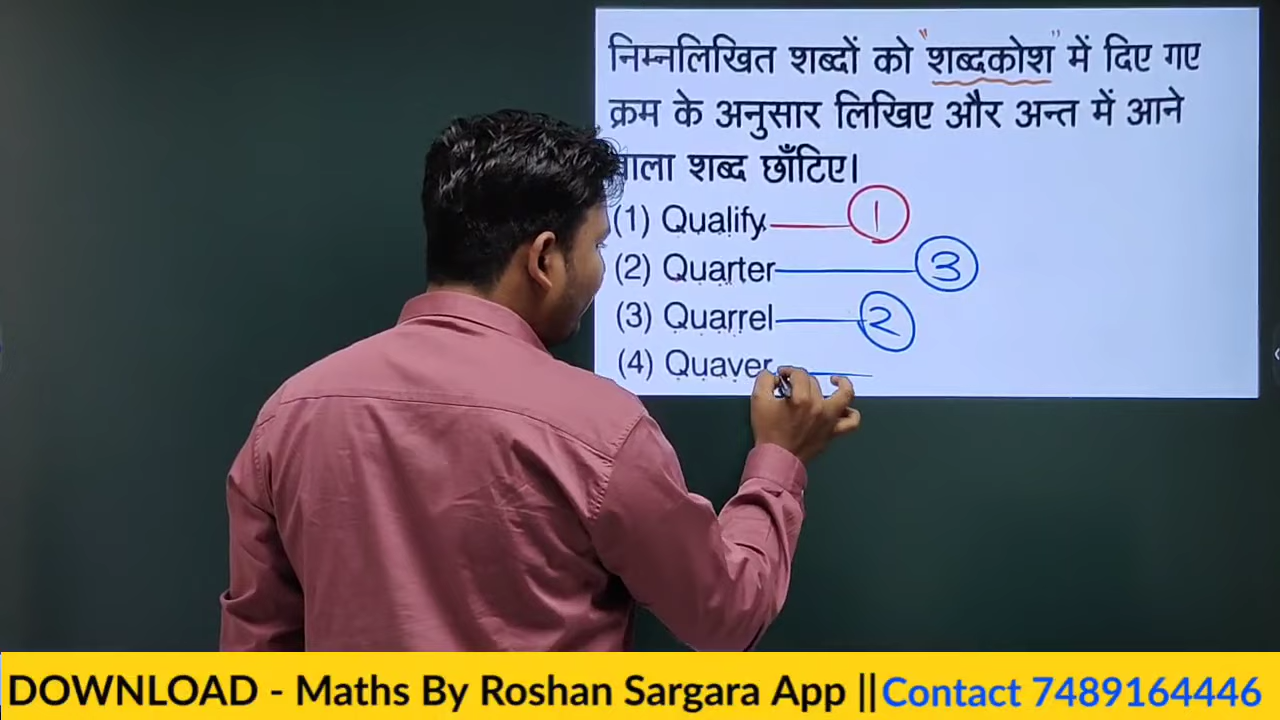 निम्नलिखित शब्दों को "शब्दकोश" में दिए गए
क्रम के अनुसार लिखिए और अन्त में आने
वाला शब्द छाँटिए।
(1) Qualify 1
(2) Quarter 3
(3) Quarrel 2
(4) Quaver
DOWNLOAD - Maths By Roshan Sargara App || Contact 7489164446